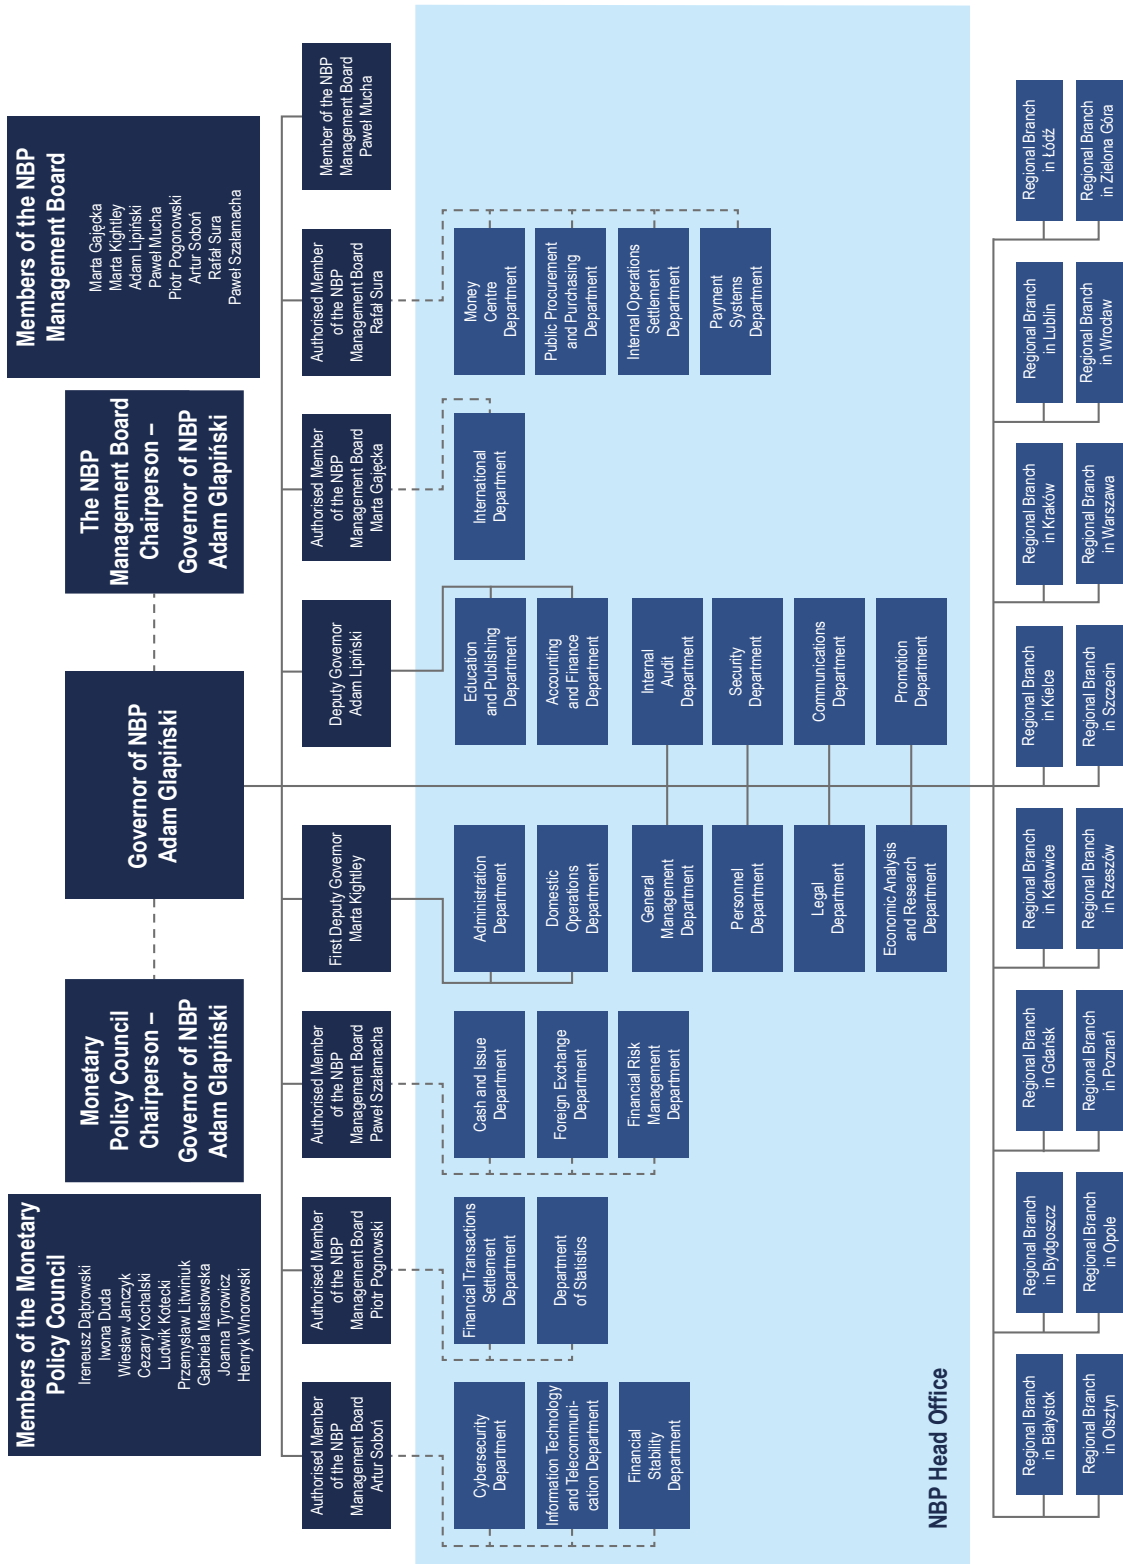 Members of the Monetary
Policy Council
Ireneusz Dąbrowski
Iwona Duda
Wiesław Janczyk
Cezary Kochalski
Ludwik Kotecki
Przemysław Litwiniuk
Gabriela Masłowska
Joanna Tyrowicz
Henryk Wnorowski
Monetary
Policy Council
Chairperson –
Governor of NBP
Adam Glapiński
Governor of NBP
Adam Glapiński
The NBP
Management Board
Chairperson –
Governor of NBP
Adam Glapiński
Members of the NBP
Management Board
Marta Gajęcka
Marta Kightley
Adam Lipiński
Paweł Mucha
Piotr Pogonowski
Artur Soboń
Rafał Sura
Paweł Szałamacha
Authorised Member
of the NBP
Management Board
Artur Soboń
Authorised Member
of the NBP
Management Board
Piotr Pognowski
Authorised Member
of the NBP
Management Board
Paweł Szałamacha
First Deputy Governor
Marta Kightley
Deputy Governor
Adam Lipiński
Authorised Member
of the NBP
Management Board
Marta Gajęcka
Authorised Member
of the NBP
Management Board
Rafał Sura
Member of the NBP
Management Board
Paweł Mucha
Cybersecurity
Department
Information Technology
and Telecommuni-
cation Department
Financial
Stability
Department
Financial Transactions
Settlement
Department
Department
of Statistics
Cash and Issue
Department
Foreign Exchange
Department
Financial Risk
Management
Department
Administration
Department
Domestic
Operations
Department
General
Management
Department
Personnel
Department
Legal
Department
Economic Analysis
and Research
Department
Education
and Publishing
Department
Accounting
and Finance
Department
Internal
Audit
Department
Security
Department
Communications
Department
Promotion
Department
International
Department
Money
Centre
Department
Public Procurement
and Purchasing
Department
Internal Operations
Settlement
Department
Payment
Systems
Department
NBP Head Office
Regional Branch
in Białystok
Regional Branch
in Bydgoszcz
Regional Branch
in Gdańsk
Regional Branch
in Katowice
Regional Branch
in Kielce
Regional Branch
in Kraków
Regional Branch
in Lublin
Regional Branch
in Łódź
Regional Branch
in Olsztyn
Regional Branch
in Opole
Regional Branch
in Poznań
Regional Branch
in Rzeszów
Regional Branch
in Szczecin
Regional Branch
in Warszawa
Regional Branch
in Wrocław
Regional Branch
in Zielona Góra